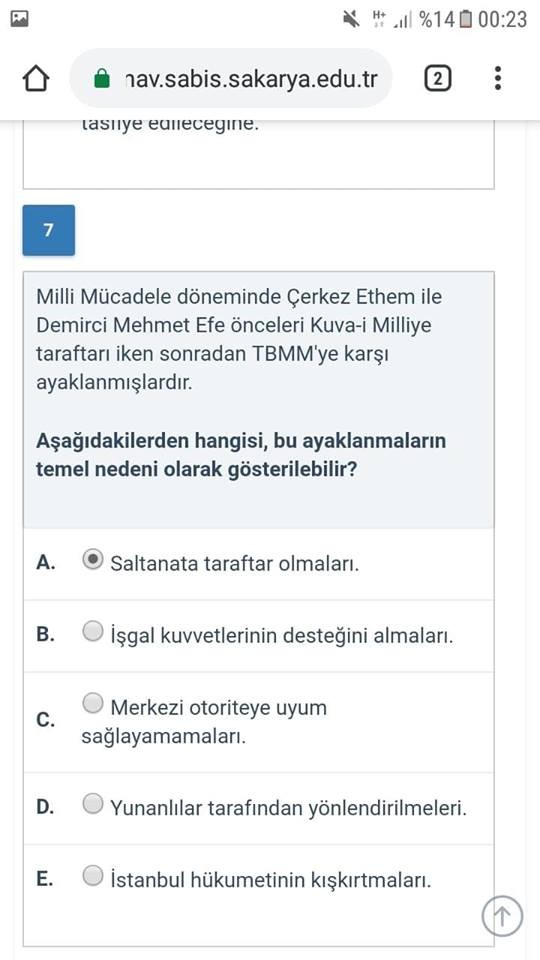 H+ %14 00:23
nav.sabis.sakarya.edu.tr 2
tasfiye edileceğine.
7
Milli Mücadele döneminde Çerkez Ethem ile
Demirci Mehmet Efe önceleri Kuva-i Milliye
taraftarı iken sonradan TBMM'ye karşı
ayaklanmışlardır.
Aşağıdakilerden hangisi, bu ayaklanmaların
temel nedeni olarak gösterilebilir?
A. Saltanata taraftar olmaları.
B. İşgal kuvvetlerinin desteğini almaları.
C. Merkezi otoriteye uyum
sağlayamamaları.
D. Yunanlılar tarafından yönlendirilmeleri.
E. İstanbul hükumetinin kışkırtmaları.